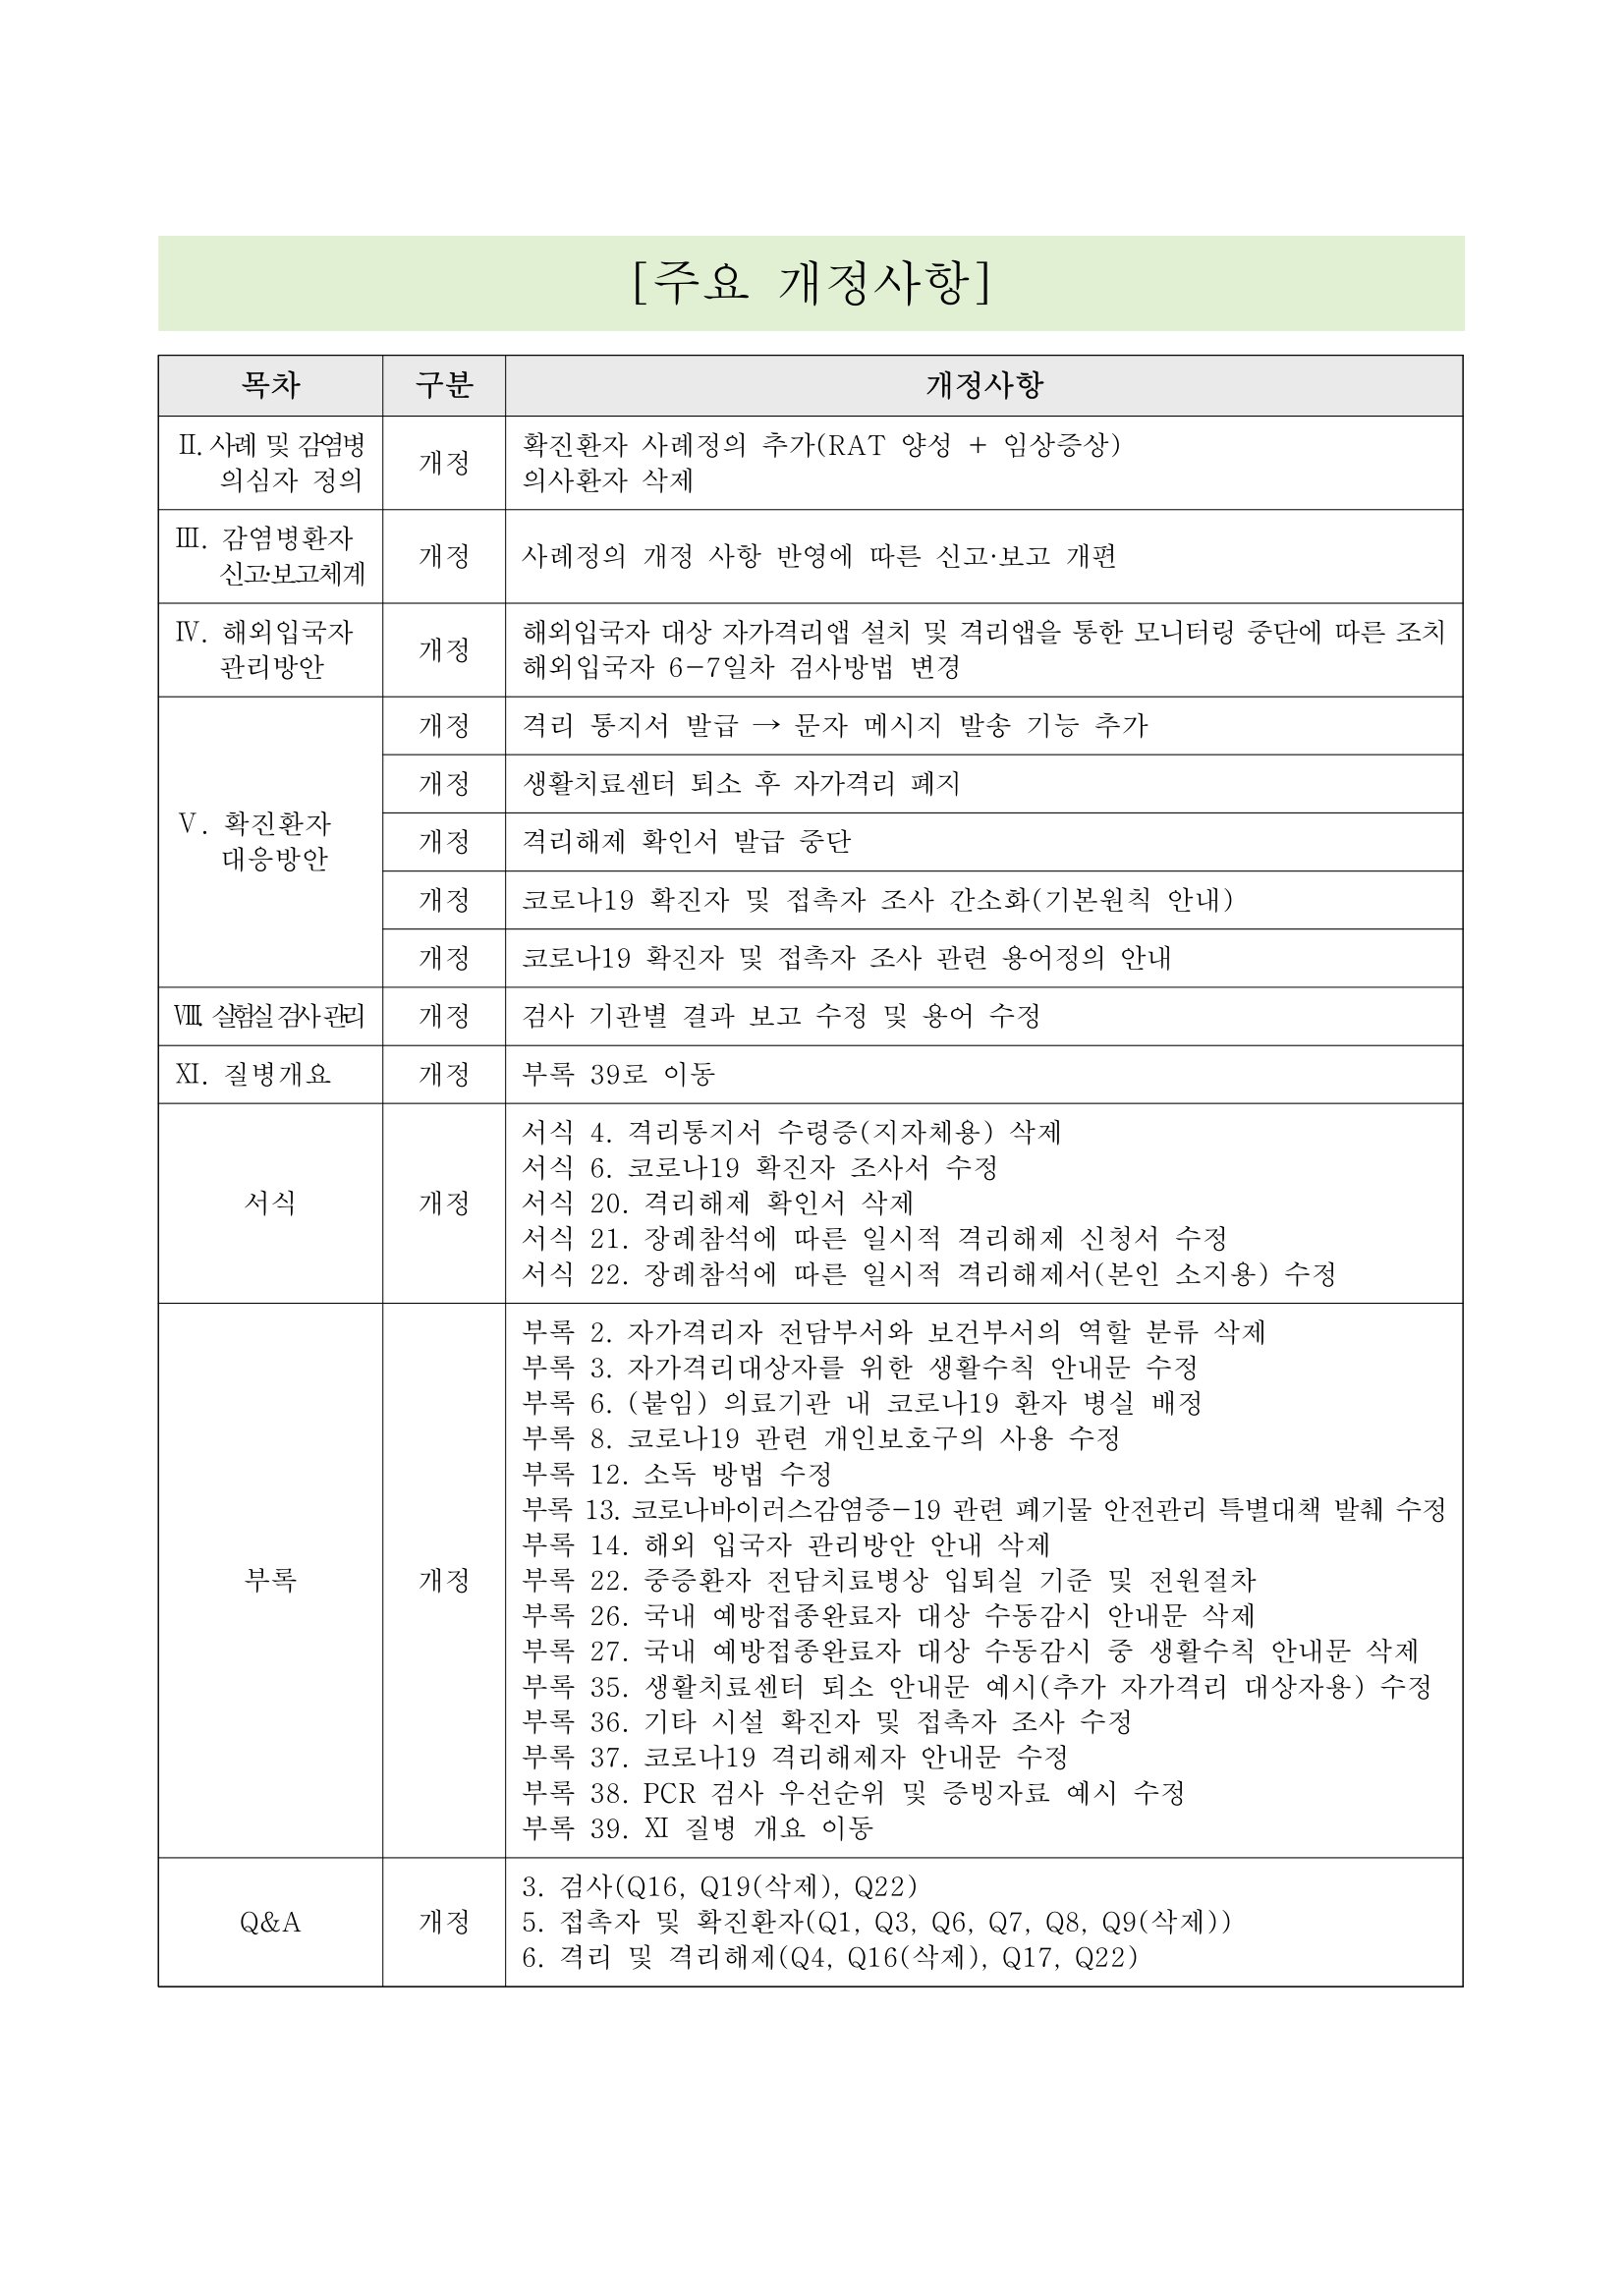 [주요 개정사항]
목차 구분 개정사항
Ⅱ. 사례 및 감염병
의심자 정의
개정
확진환자 사례정의 추가(RAT 양성 + 임상증상)
의사환자 삭제
Ⅲ. 감염병환자
신고·보고체계
개정
사례정의 개정 사항 반영에 따른 신고·보고 개편
Ⅳ. 해외입국자
관리방안
개정
해외입국자 대상 자가격리앱 설치 및 격리앱을 통한 모니터링 중단에 따른 조치
해외입국자 6-7일차 검사방법 변경
Ⅴ. 확진환자
대응방안
개정 격리 통지서 발급 → 문자 메시지 발송 기능 추가
개정 생활치료센터 퇴소 후 자가격리 폐지
개정 격리해제 확인서 발급 중단
개정 코로나19 확진자 및 접촉자 조사 간소화(기본원칙 안내)
개정 코로나19 확진자 및 접촉자 조사 관련 용어정의 안내
Ⅷ. 실험실 검사 관리 개정 검사 기관별 결과 보고 수정 및 용어 수정
Ⅺ. 질병개요 개정 부록 39로 이동
서식
개정
서식 4. 격리통지서 수령증(지자체용) 삭제
서식 6. 코로나19 확진자 조사서 수정
서식 20. 격리해제 확인서 삭제
서식 21. 장례참석에 따른 일시적 격리해제 신청서 수정
서식 22. 장례참석에 따른 일시적 격리해제서(본인 소지용) 수정
부록
개정
부록 2. 자가격리자 전담부서와 보건부서의 역할 분류 삭제
부록 3. 자가격리대상자를 위한 생활수칙 안내문 수정
부록 6. (붙임) 의료기관 내 코로나19 환자 병실 배정
부록 8. 코로나19 관련 개인보호구의 사용 수정
부록 12. 소독 방법 수정
부록 13. 코로나바이러스감염증-19 관련 폐기물 안전관리 특별대책 발췌 수정
부록 14. 해외 입국자 관리방안 안내 삭제
부록 22. 중증환자 전담치료병상 입퇴실 기준 및 전원절차
부록 26. 국내 예방접종완료자 대상 수동감시 안내문 삭제
부록 27. 국내 예방접종완료자 대상 수동감시 중 생활수칙 안내문 삭제
부록 35. 생활치료센터 퇴소 안내문 예시(추가 자가격리 대상자용) 수정
부록 36. 기타 시설 확진자 및 접촉자 조사 수정
부록 37. 코로나19 격리해제자 안내문 수정
부록 38. PCR 검사 우선순위 및 증빙자료 예시 수정
부록 39. Ⅺ 질병 개요 이동
Q&A
개정
3. 검사(Q16, Q19(삭제), Q22)
5. 접촉자 및 확진환자(Q1, Q3, Q6, Q7, Q8, Q9(삭제))
6. 격리 및 격리해제(Q4, Q16(삭제), Q17, Q22)